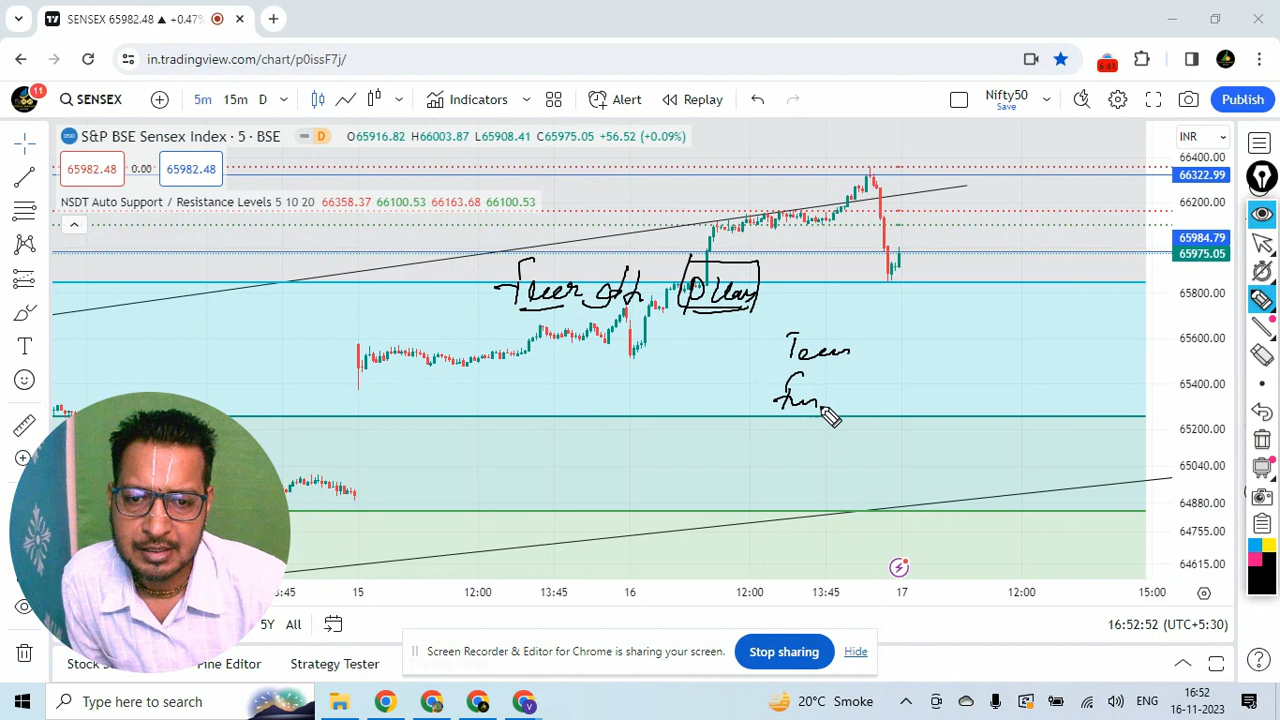 SENSEX 65982.48 ▲ +0.47%
in.tradingview.com/chart/p0issF7j/
6:41
11 SENSEX 5m 15m D Indicators Alert Replay Nifty50 Save Publish
S&P BSE Sensex Index · 5 · BSE D O65916.82 H66003.87 L65908.41 C65975.05 +56.52 (+0.09%)
INR
65982.48 0.00 65982.48
NSDT Auto Support / Resistance Levels 5 10 20 66358.37 66100.53 66163.68 66100.53
66400.00
66322.99
66200.00
65984.79
65975.05
65800.00
65600.00
65400.00
65200.00
65040.00
64880.00
64755.00
64615.00
:45 15 12:00 13:45 16 12:00 13:45 17 12:00 15:00
5Y All 16:52:52 (UTC+5:30)
Screen Recorder & Editor for Chrome is sharing your screen. Stop sharing Hide
Stock Pine Editor Strategy Tester
Type here to search 20°C Smoke ENG 16:52
16-11-2023